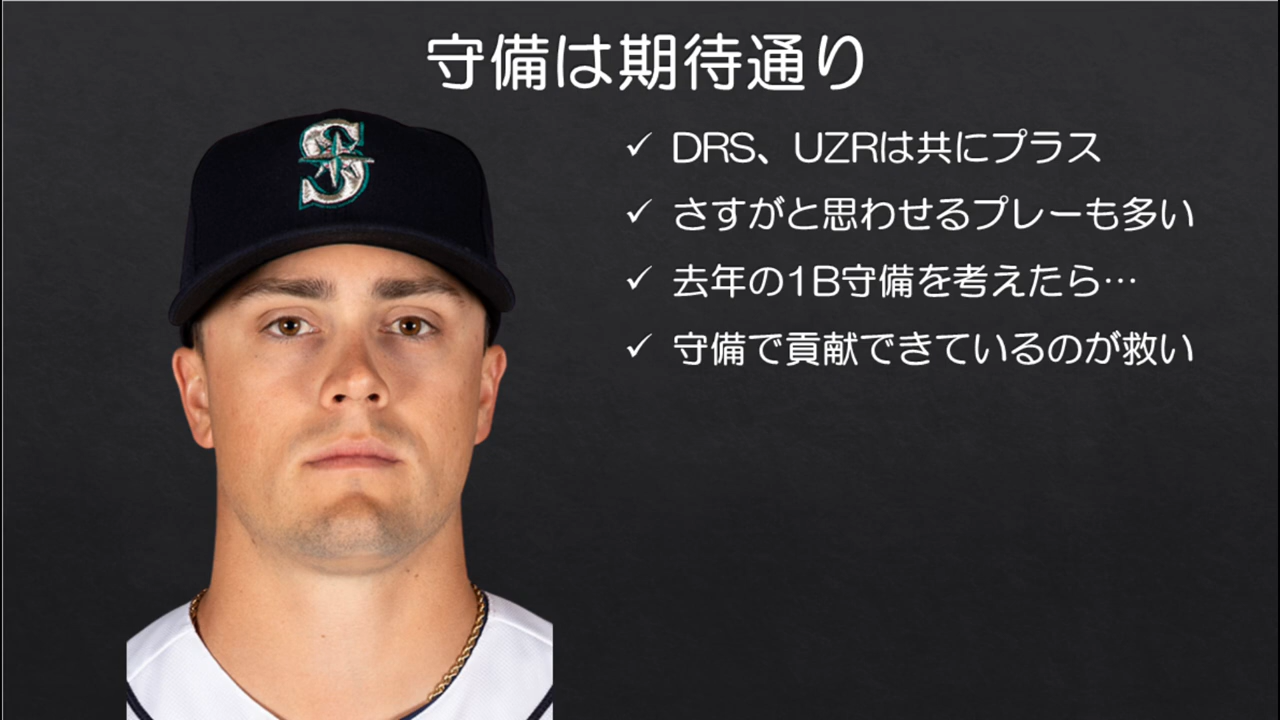 守備は期待通り
DRS、UZRは共にプラス
さすがと思わせるプレーも多い
去年の1B守備を考えたら…
守備で貢献できているのが救い